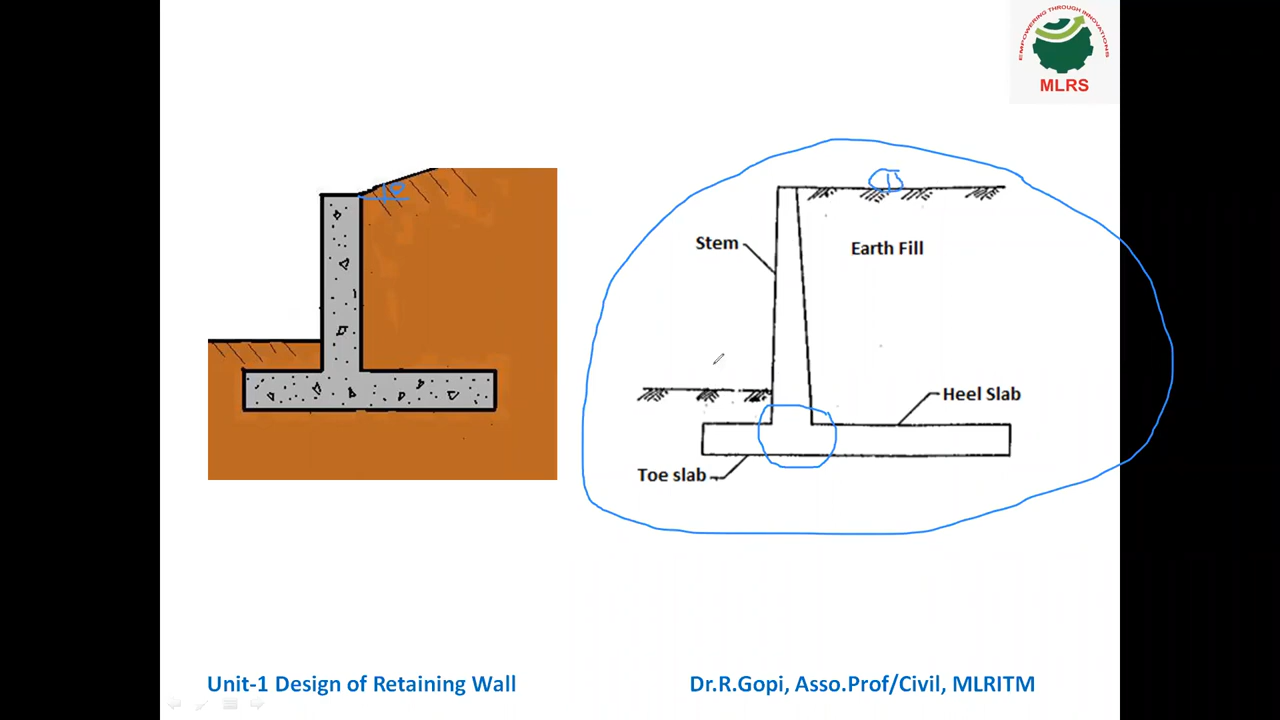 EMPOWERING THROUGH INNOVATIONS
MLRS
Stem
Earth Fill
Heel Slab
Toe slab
Unit-1 Design of Retaining Wall
Dr.R.Gopi, Asso.Prof/Civil, MLRITM